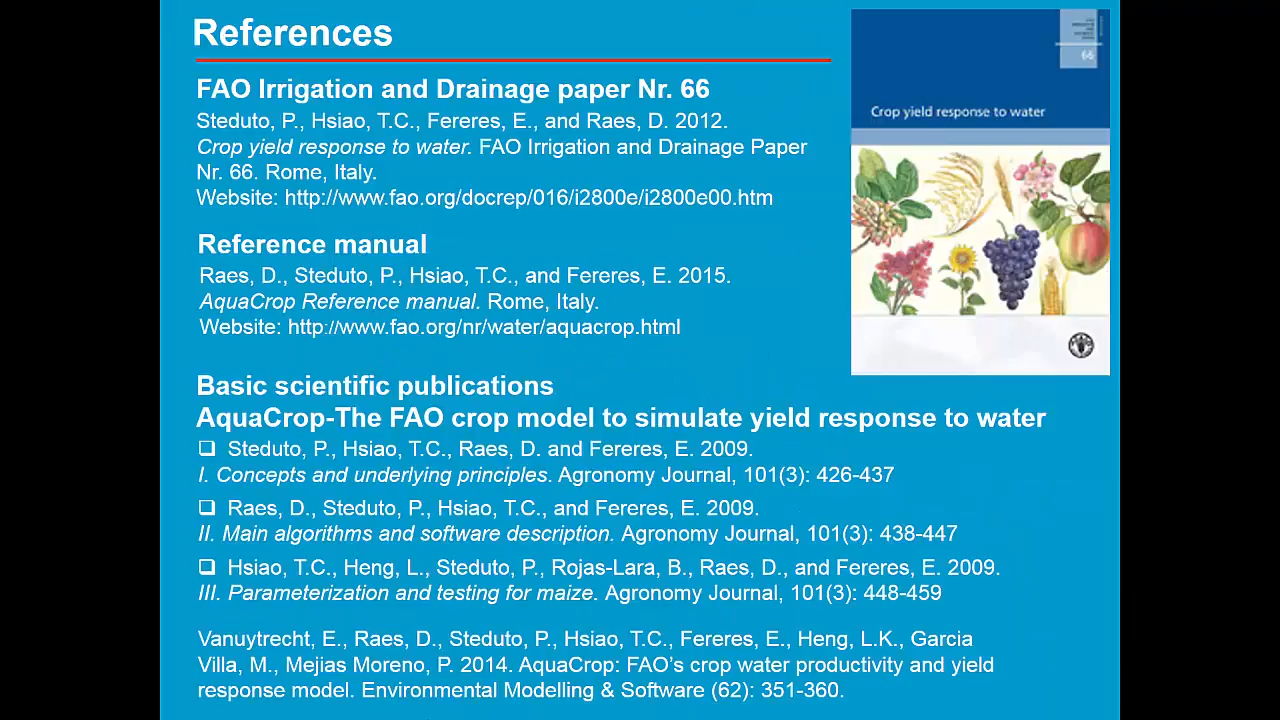 References
FAO Irrigation and Drainage paper Nr. 66
Steduto, P., Hsiao, T.C., Fereres, E., and Raes, D. 2012.
Crop yield response to water. FAO Irrigation and Drainage Paper
Nr. 66. Rome, Italy.
Website: http://www.fao.org/docrep/016/i2800e/i2800e00.htm
66
Crop yield response to water
Reference manual
Raes, D., Steduto, P., Hsiao, T.C., and Fereres, E. 2015.
AquaCrop Reference manual. Rome, Italy.
Website: http://www.fao.org/nr/water/aquacrop.html
Basic scientific publications
AquaCrop-The FAO crop model to simulate yield response to water
❑ Steduto, P., Hsiao, T.C., Raes, D. and Fereres, E. 2009.
I. Concepts and underlying principles. Agronomy Journal, 101(3): 426-437
❑ Raes, D., Steduto, P., Hsiao, T.C., and Fereres, E. 2009.
II. Main algorithms and software description. Agronomy Journal, 101(3): 438-447
❑ Hsiao, T.C., Heng, L., Steduto, P., Rojas-Lara, B., Raes, D., and Fereres, E. 2009.
III. Parameterization and testing for maize. Agronomy Journal, 101(3): 448-459
Vanuytrecht, E., Raes, D., Steduto, P., Hsiao, T.C., Fereres, E., Heng, L.K., Garcia
Villa, M., Mejias Moreno, P. 2014. AquaCrop: FAO's crop water productivity and yield
response model. Environmental Modelling & Software (62): 351-360.